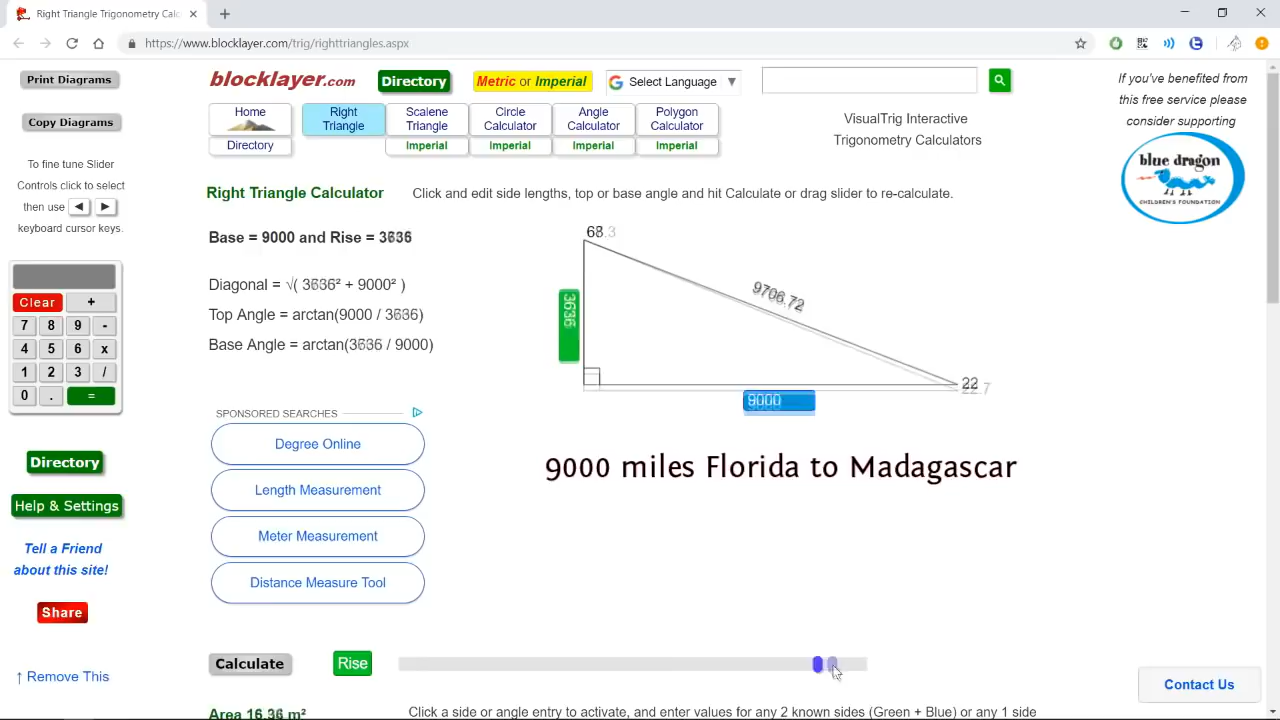 Right Triangle Trigonometry Calc
https://www.blocklayer.com/trig/righttriangles.aspx
Print Diagrams
Copy Diagrams
To fine tune Slider
Controls click to select
then use ◄ ►
keyboard cursor keys.
Clear +
7 8 9 -
4 5 6 x
1 2 3 /
0 . =
Directory
Help & Settings
Tell a Friend
about this site!
Share
↑ Remove This
blocklayer.com
Directory
Metric or Imperial
Select Language ▼
Home
Directory
Right
Triangle
Scalene
Triangle
Imperial
Circle
Calculator
Imperial
Angle
Calculator
Imperial
Polygon
Calculator
Imperial
VisualTrig Interactive
Trigonometry Calculators
If you've benefited from
this free service please
consider supporting
blue dragon
CHILDREN'S FOUNDATION
Right Triangle Calculator
Click and edit side lengths, top or base angle and hit Calculate or drag slider to re-calculate.
Base = 9000 and Rise = 3636
Diagonal = √( 3636² + 9000² )
Top Angle = arctan(9000 / 3636)
Base Angle = arctan(3636 / 9000)
3636
9706.72
22
9000
9000 miles Florida to Madagascar
SPONSORED SEARCHES
Degree Online
Length Measurement
Meter Measurement
Distance Measure Tool
Calculate
Rise
Contact Us
Area 16.36 m²
Click a side or angle entry to activate, and enter values for any 2 known sides (Green + Blue) or any 1 side